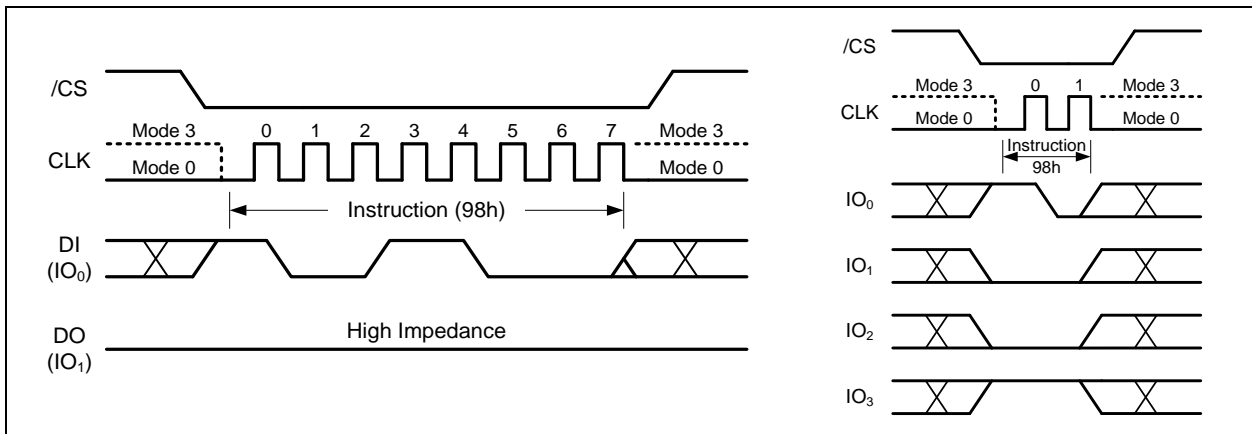 /CS
Mode 3 0 1 2 3 4 5 6 7 Mode 3
CLK Mode 0 Mode 0
Instruction (98h)
DI
(IO₀)
High Impedance
DO
(IO₁)
/CS
Mode 3 0 1 Mode 3
CLK Mode 0 Mode 0
Instruction
98h
IO₀
IO₁
IO₂
IO₃